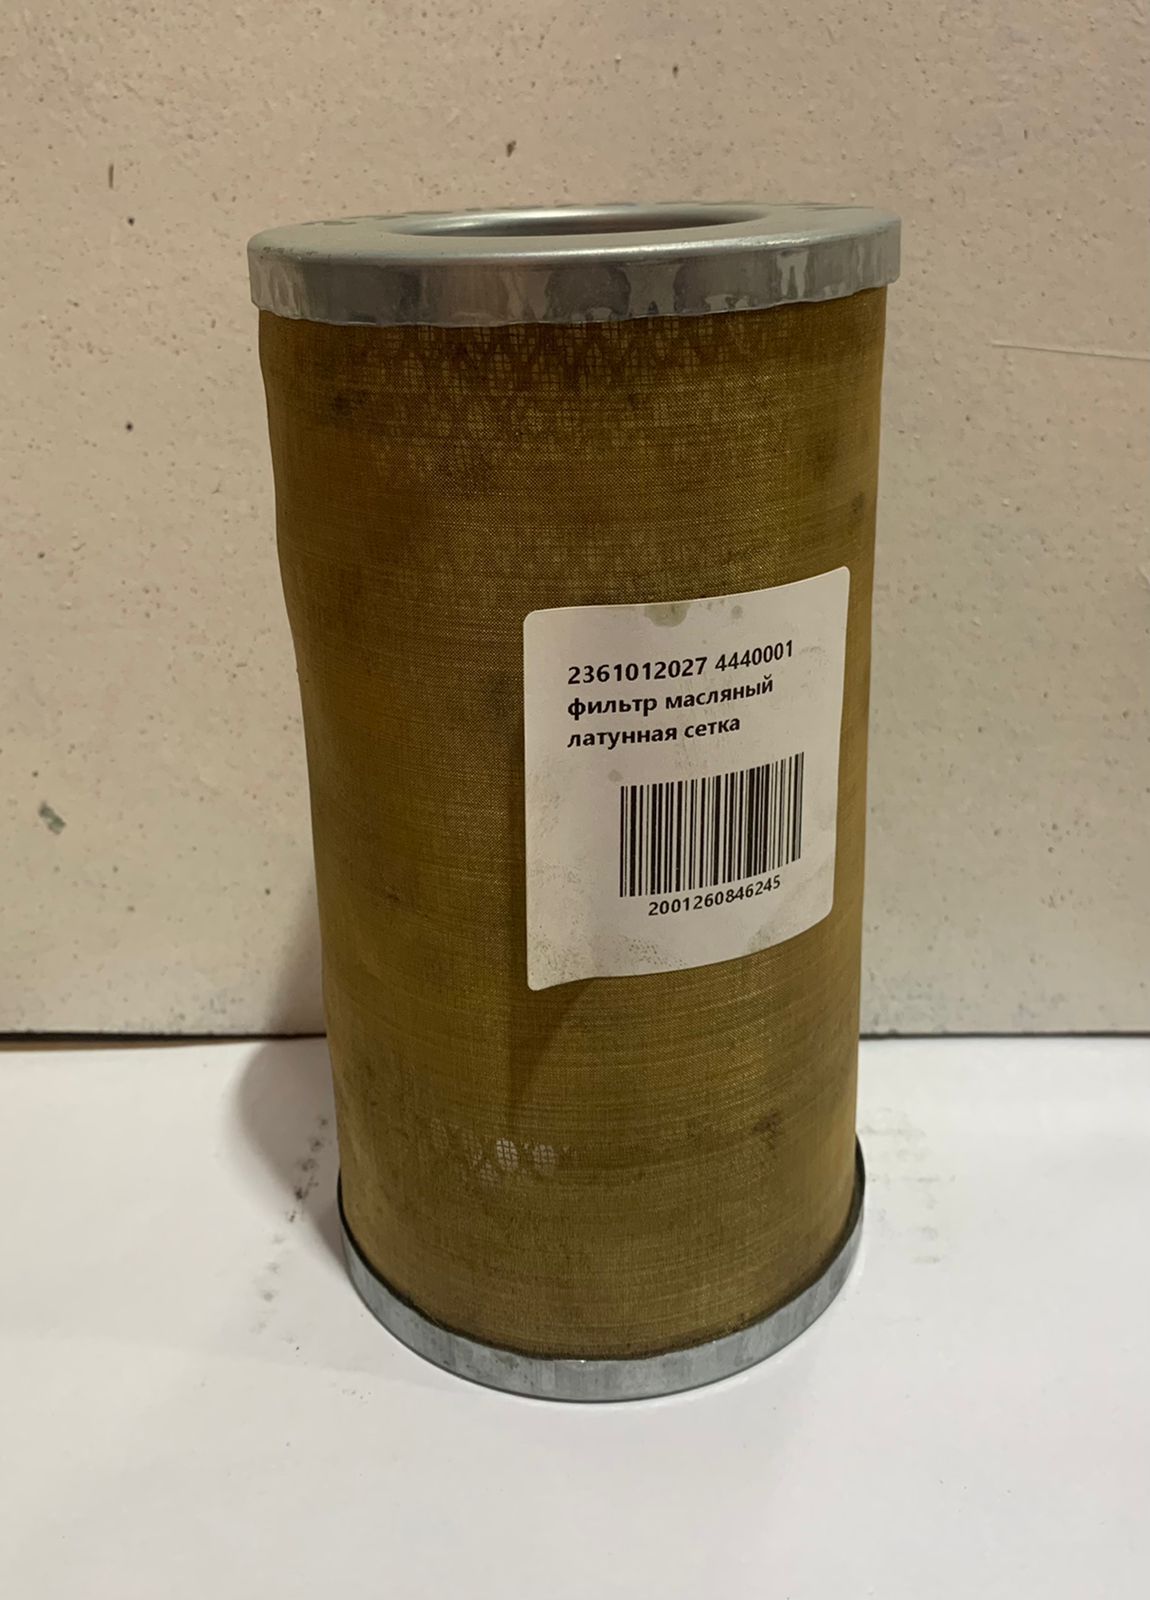 2361012027 4440001
фильтр масляный
латунная сетка
2001260846245